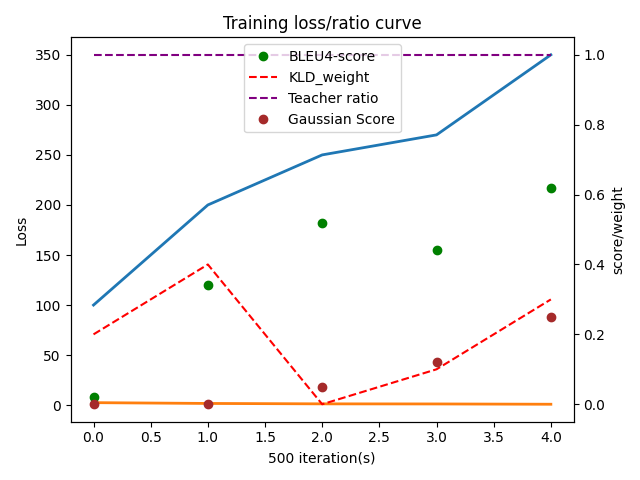 Training loss/ratio curve
BLEU4-score
KLD_weight
Teacher ratio
Gaussian Score
350
300
250
200
150
100
50
0
Loss
1.0
0.8
0.6
0.4
0.2
0.0
score/weight
0.0 0.5 1.0 1.5 2.0 2.5 3.0 3.5 4.0
500 iteration(s)